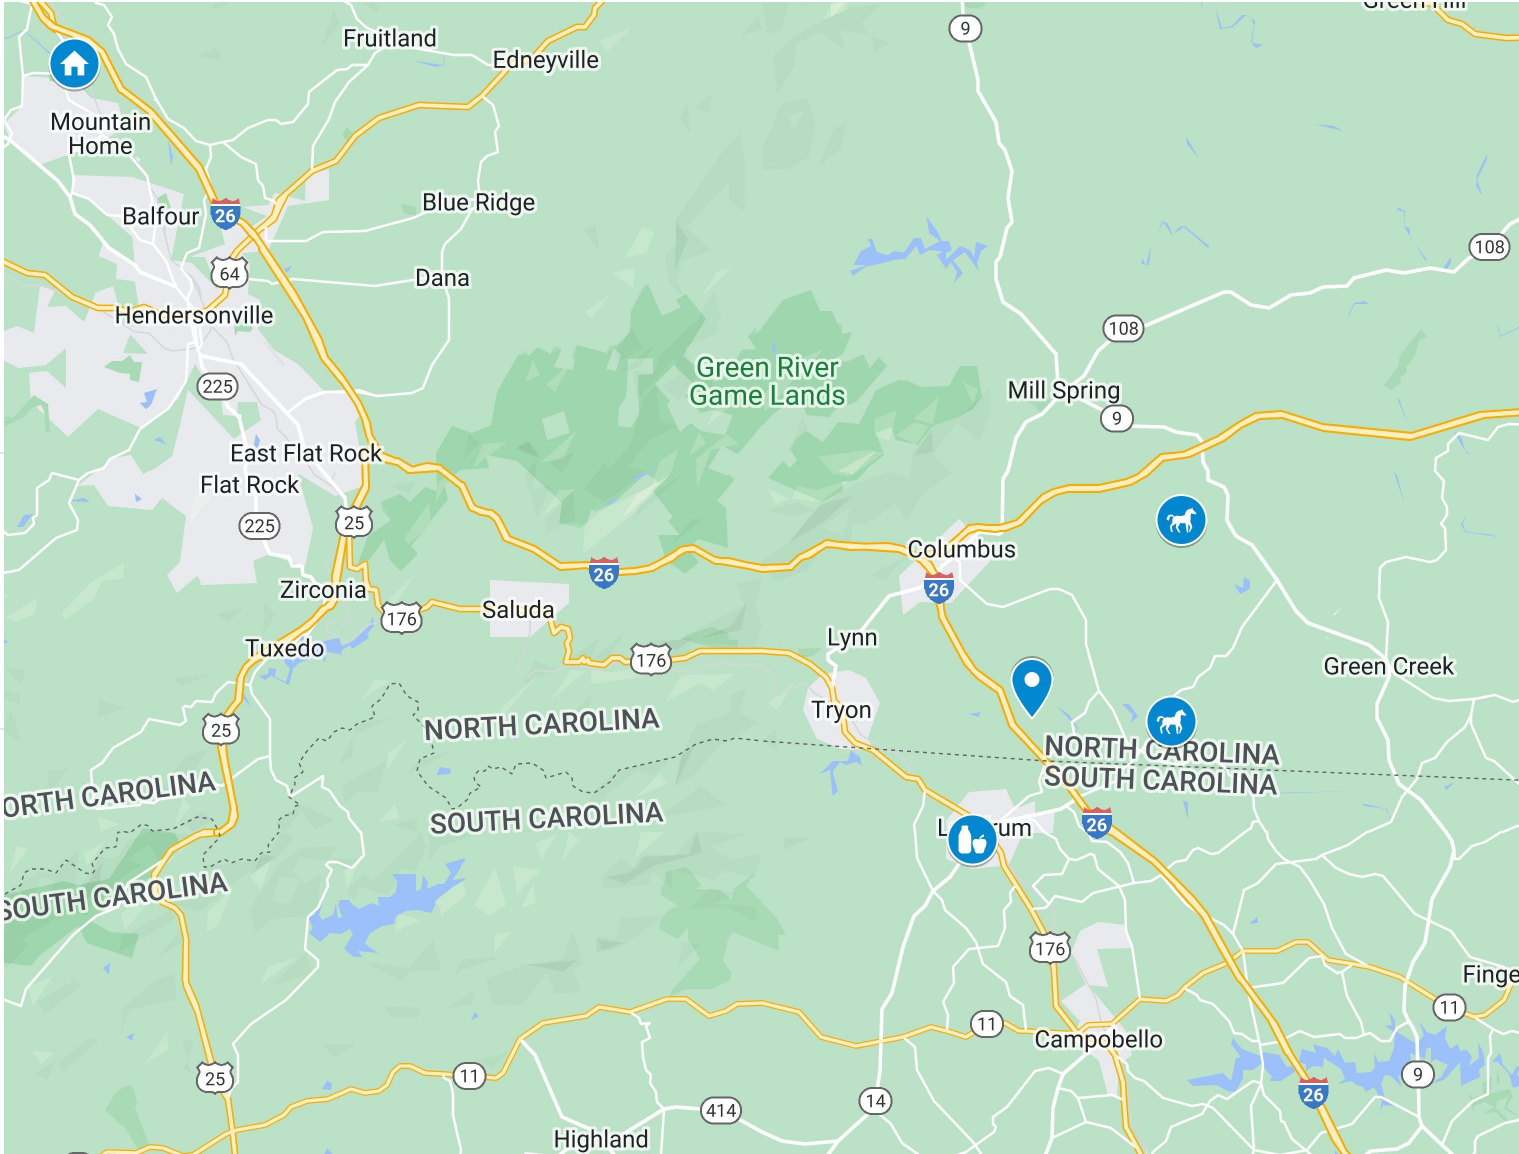 Fruitland
9
Edneyville
Mountain
Home
Balfour
26
Blue Ridge
108
64
Dana
Hendersonville
108
Green River
Game Lands
225
Mill Spring
9
East Flat Rock
Flat Rock
225
25
Columbus
26
26
Zirconia
176
Saluda
Lynn
Tuxedo
176
Green Creek
Tryon
25
NORTH CAROLINA
NORTH CAROLINA
SOUTH CAROLINA
ORTH CAROLINA
SOUTH CAROLINA
26
SOUTH CAROLINA
176
Finge
11
11
Campobello
25
11
9
26
414
14
Highland